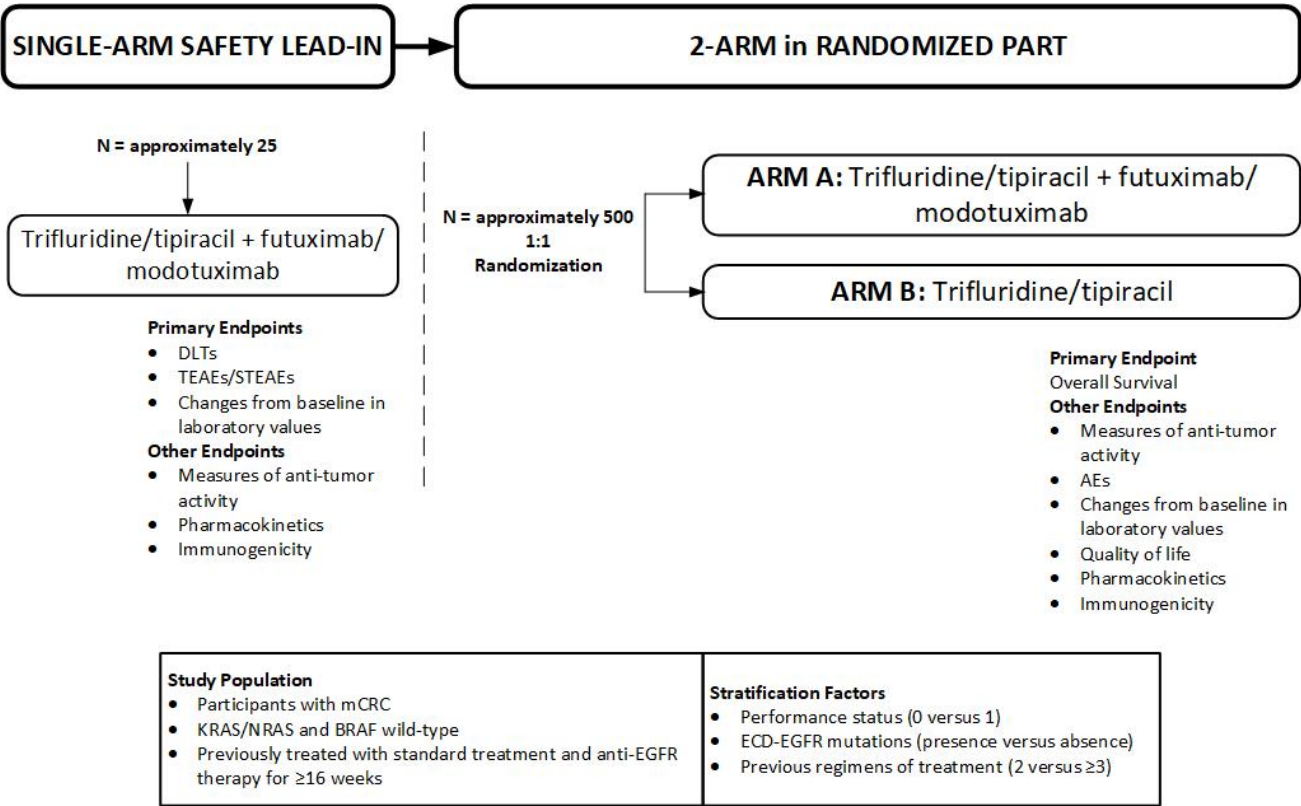 SINGLE-ARM SAFETY LEAD-IN
2-ARM in RANDOMIZED PART
N = approximately 25
Trifluridine/tipiracil + futuximab/
modotuximab
Primary Endpoints
• DLTs
• TEAEs/STEAEs
• Changes from baseline in
laboratory values
Other Endpoints
• Measures of anti-tumor
activity
• Pharmacokinetics
• Immunogenicity
N = approximately 500
1:1
Randomization
ARM A: Trifluridine/tipiracil + futuximab/
modotuximab
ARM B: Trifluridine/tipiracil
Primary Endpoint
Overall Survival
Other Endpoints
• Measures of anti-tumor
activity
• AEs
• Changes from baseline in
laboratory values
• Quality of life
• Pharmacokinetics
• Immunogenicity
Study Population
• Participants with mCRC
• KRAS/NRAS and BRAF wild-type
• Previously treated with standard treatment and anti-EGFR
therapy for ≥16 weeks
Stratification Factors
• Performance status (0 versus 1)
• ECD-EGFR mutations (presence versus absence)
• Previous regimens of treatment (2 versus ≥3)